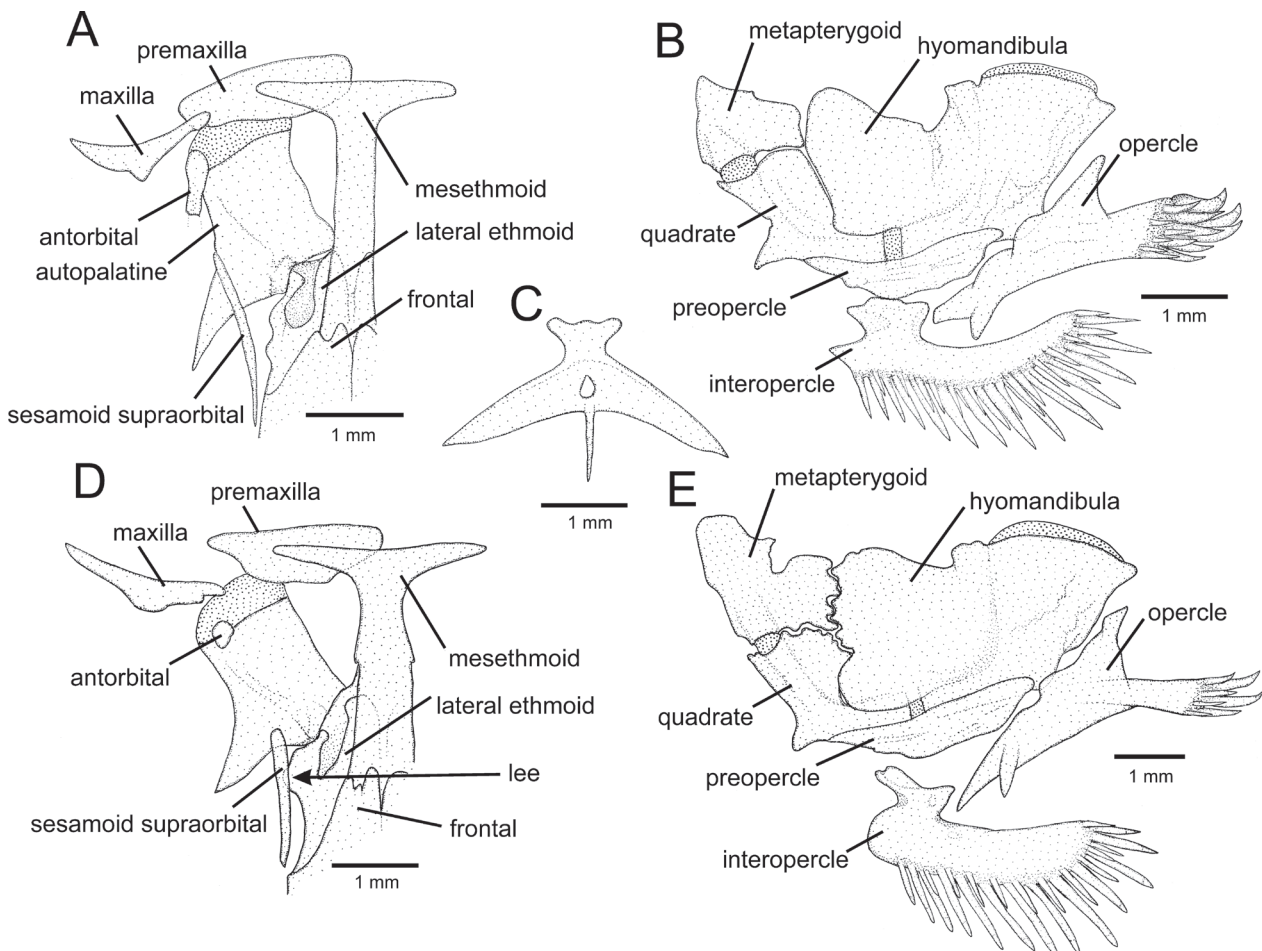 A
premaxilla
maxilla
mesethmoid
antorbital
lateral ethmoid
autopalatine
frontal
sesamoid supraorbital
1 mm
B
metapterygoid
hyomandibula
opercle
quadrate
preopercle
1 mm
interopercle
C
1 mm
D
premaxilla
maxilla
antorbital
mesethmoid
lateral ethmoid
lee
sesamoid supraorbital
frontal
1 mm
E
metapterygoid
hyomandibula
opercle
quadrate
preopercle
1 mm
interopercle